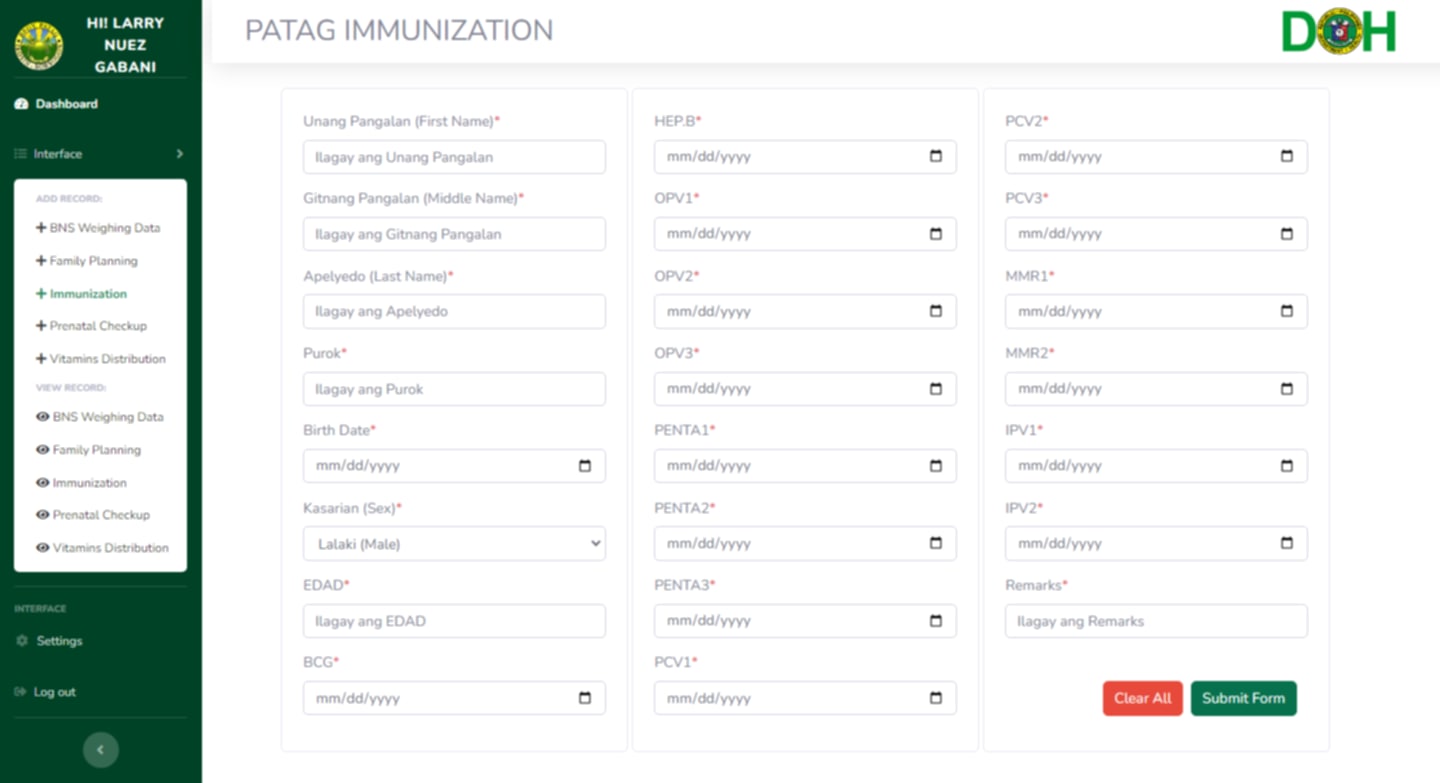 HI! LARRY
NUEZ
GABANI
Dashboard
Interface
ADD RECORD:
BNS Weighing Data
Family Planning
Immunization
Prenatal Checkup
Vitamins Distribution
VIEW RECORD:
BNS Weighing Data
Family Planning
Immunization
Prenatal Checkup
Vitamins Distribution
INTERFACE
Settings
Log out
PATAG IMMUNIZATION
DOH
Unang Pangalan (First Name)*
Ilagay ang Unang Pangalan
Gitnang Pangalan (Middle Name)*
Ilagay ang Gitnang Pangalan
Apelyedo (Last Name)*
Ilagay ang Apelyedo
Purok*
Ilagay ang Purok
Birth Date*
mm/dd/yyyy
Kasarian (Sex)*
Lalaki (Male)
EDAD*
Ilagay ang EDAD
BCG*
mm/dd/yyyy
HEP.B*
mm/dd/yyyy
OPV1*
mm/dd/yyyy
OPV2*
mm/dd/yyyy
OPV3*
mm/dd/yyyy
PENTA1*
mm/dd/yyyy
PENTA2*
mm/dd/yyyy
PENTA3*
mm/dd/yyyy
PCV1*
mm/dd/yyyy
PCV2*
mm/dd/yyyy
PCV3*
mm/dd/yyyy
MMR1*
mm/dd/yyyy
MMR2*
mm/dd/yyyy
IPV1*
mm/dd/yyyy
IPV2*
mm/dd/yyyy
Remarks*
Ilagay ang Remarks
Clear All
Submit Form